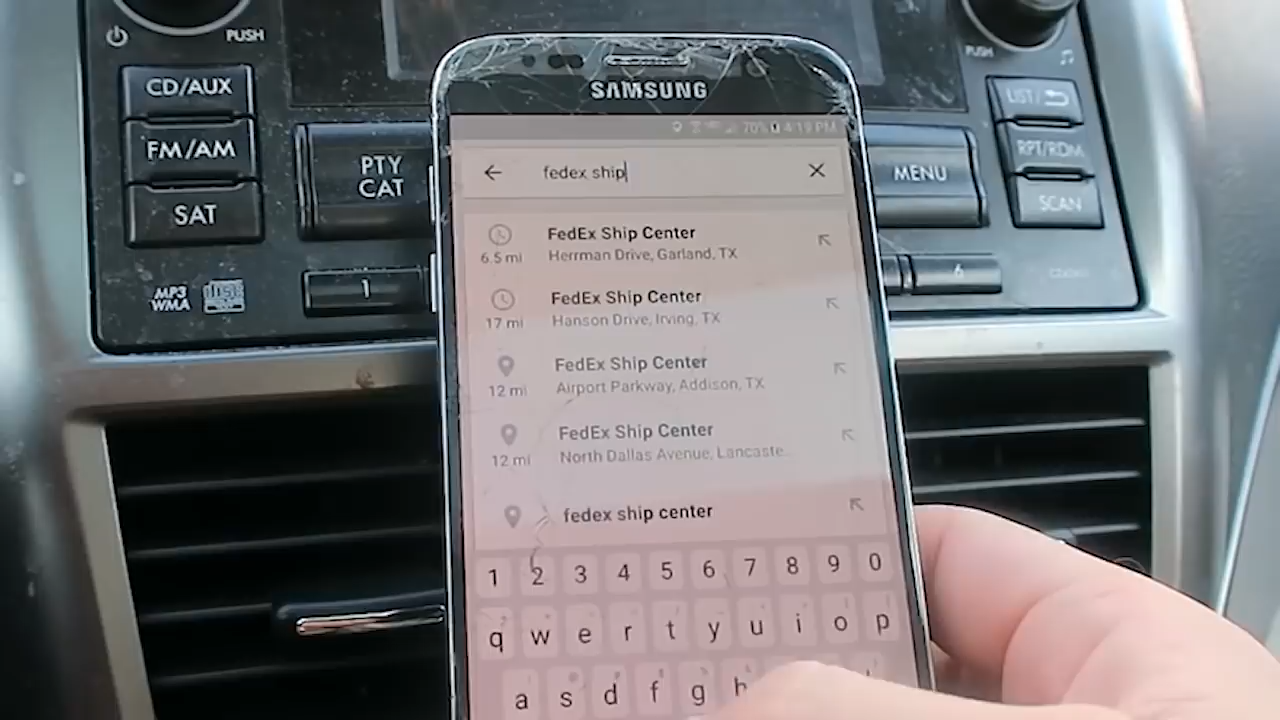 PUSH
CD/AUX
FM/AM
SAT
PTY
CAT
MP3
WMA
1
PUSH
LIST/
RPT/RDM
SCAN
MENU
6
SAMSUNG
70% 4:19 PM
fedex ship
FedEx Ship Center
6.5 mi Herrman Drive, Garland, TX
FedEx Ship Center
17 mi Hanson Drive, Irving, TX
FedEx Ship Center
12 mi Airport Parkway, Addison, TX
FedEx Ship Center
12 mi North Dallas Avenue, Lancaste...
fedex ship center
1 2 3 4 5 6 7 8 9 0
q w e r t y u i o p
a s d f g h